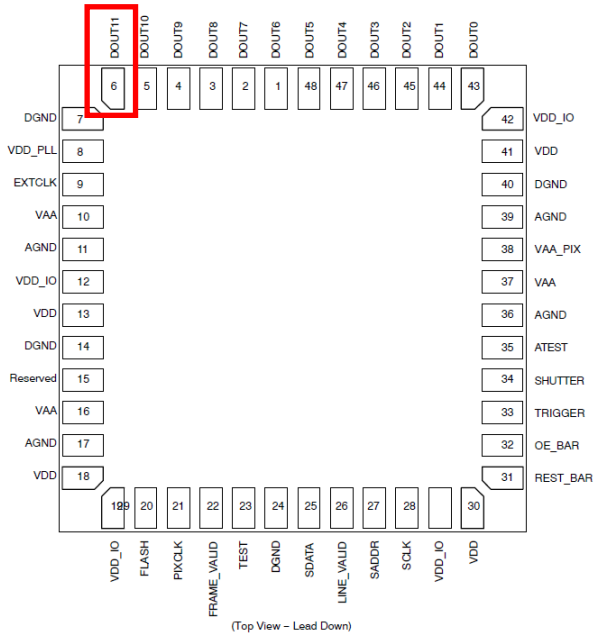 DOUT11 DOUT10 DOUT9 DOUT8 DOUT7 DOUT6 DOUT5 DOUT4 DOUT3 DOUT2 DOUT1 DOUT0
6 5 4 3 2 1 48 47 46 45 44 43
DGND 7 42 VDD_IO
VDD_PLL 8 41 VDD
EXTCLK 9 40 DGND
VAA 10 39 AGND
AGND 11 38 VAA_PIX
VDD_IO 12 37 VAA
VDD 13 36 AGND
DGND 14 35 ATEST
Reserved 15 34 SHUTTER
VAA 16 33 TRIGGER
AGND 17 32 OE_BAR
VDD 18 31 REST_BAR
19 29 20 21 22 23 24 25 26 27 28 30
VDD_IO FLASH PIXCLK FRAME_VALID TEST DGND SDATA LINE_VALID SADDR SCLK VDD_IO VDD
(Top View – Lead Down)